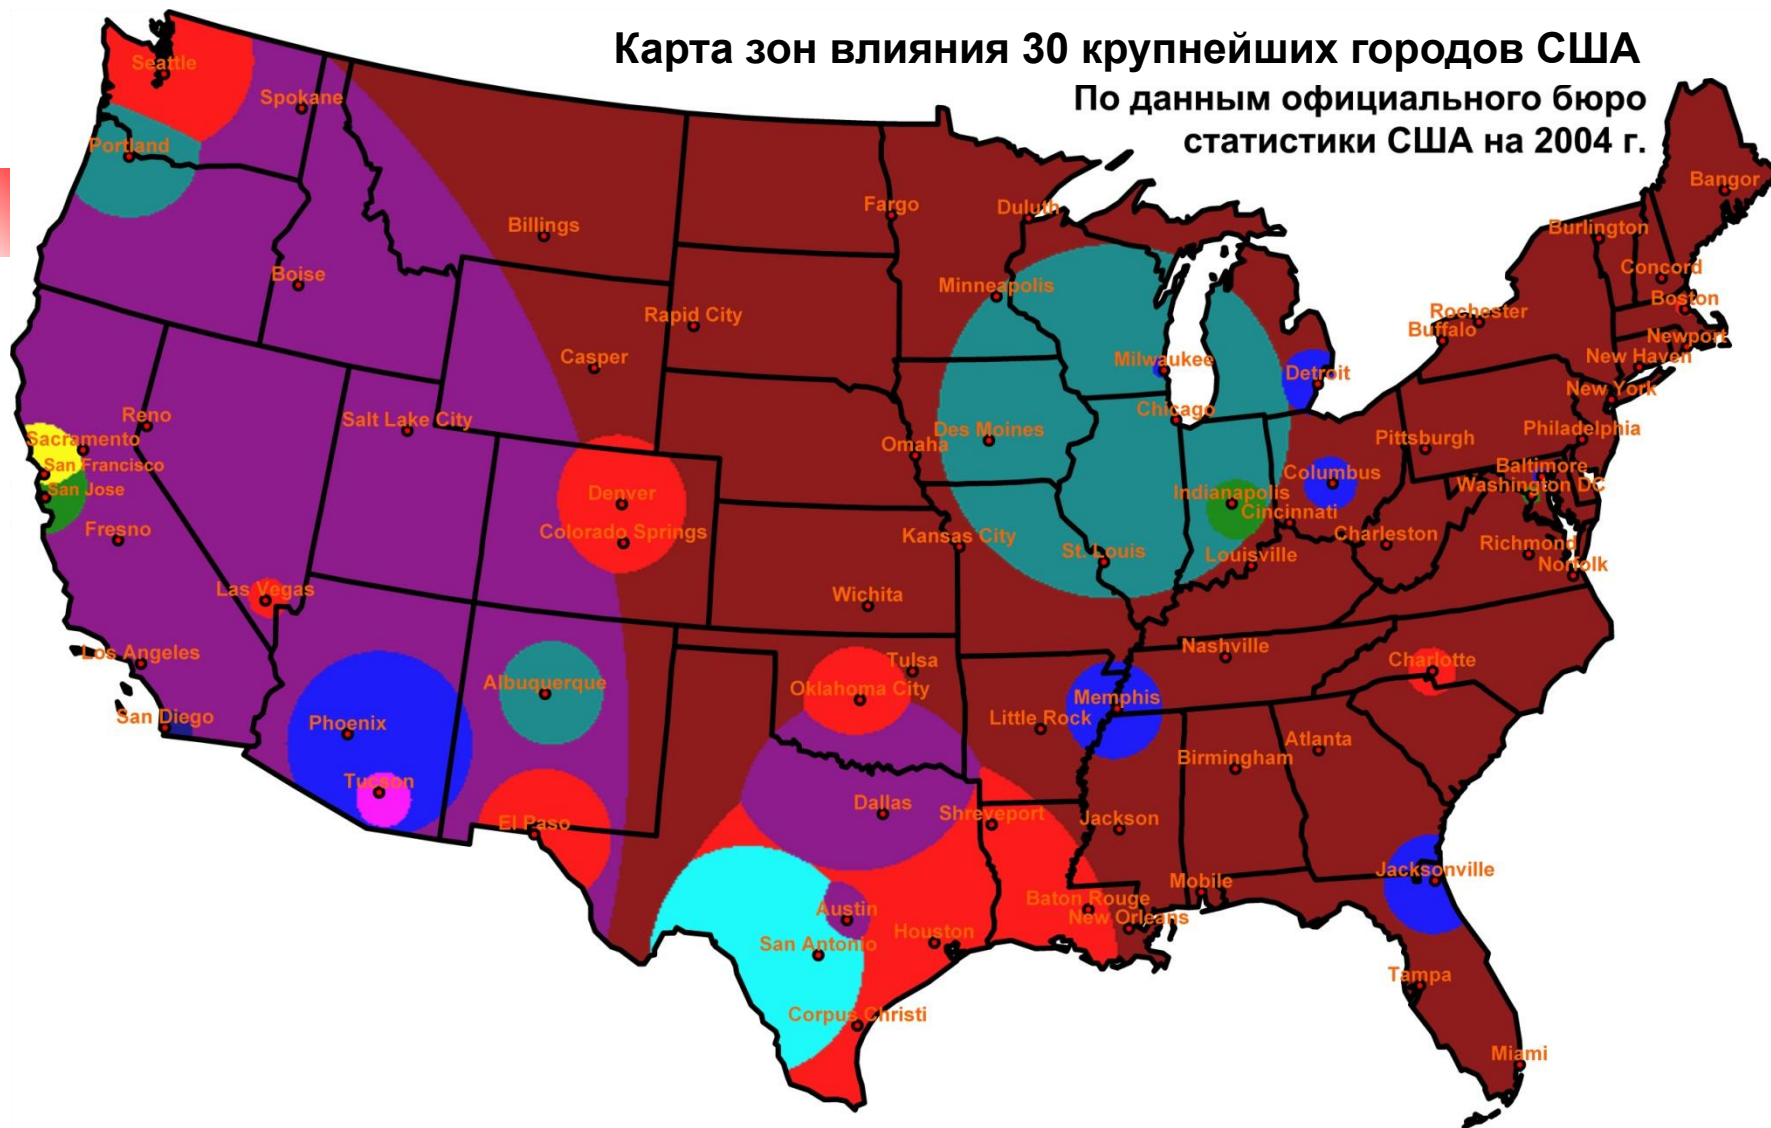 Карта зон влияния 30 крупнейших городов США
По данным официального бюро
статистики США на 2004 г.
Seattle
Spokane
Portland
Billings
Fargo
Duluth
Bangor
Burlington
Boise
Concord
Minneapolis
Boston
Rapid City
Rochester
Buffalo
Newport
Casper
New Haven
Milwaukee
Detroit
New York
Reno
Salt Lake City
Chicago
Sacramento
Omaha
Des Moines
Pittsburgh
Philadelphia
San Francisco
Columbus
Baltimore
San Jose
Denver
Indianapolis
Washington DC
Fresno
Colorado Springs
Kansas City
Cincinnati
Charleston
Richmond
St. Louis
Louisville
Norfolk
Las Vegas
Wichita
Los Angeles
Nashville
Charlotte
Tulsa
Albuquerque
Oklahoma City
Memphis
San Diego
Phoenix
Little Rock
Atlanta
Birmingham
Tucson
Dallas
El Paso
Shreveport
Jackson
Jacksonville
Mobile
Baton Rouge
Austin
New Orleans
San Antonio
Houston
Tampa
Corpus Christi
Miami